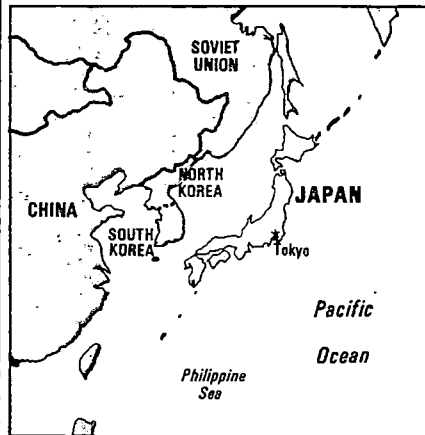 SOVIET
UNION
NORTH
KOREA
JAPAN
CHINA
SOUTH
KOREA
Tokyo
Pacific
Ocean
Philippine
Sea